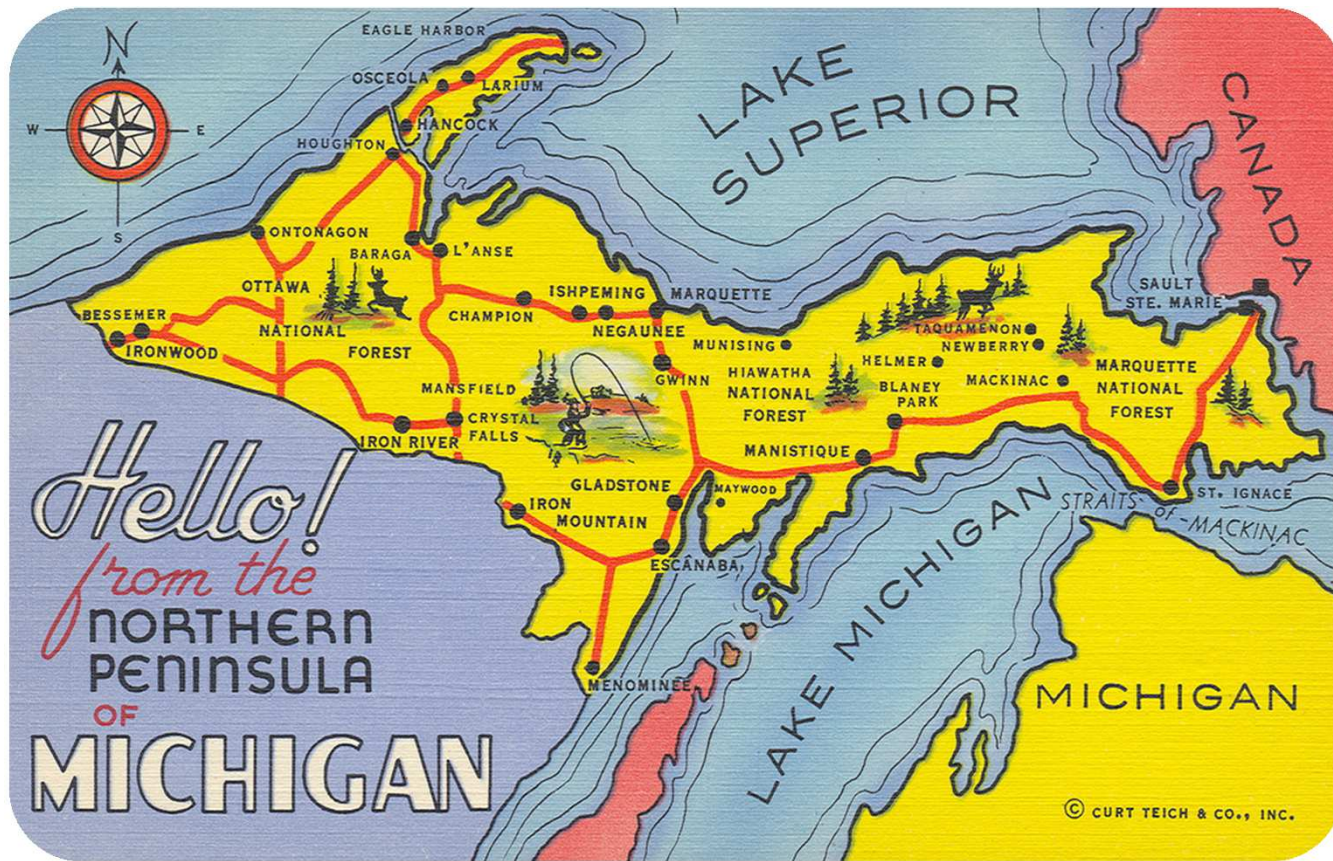 N
W
E
S
EAGLE HARBOR
OSCEOLA
LARIUM
HANCOCK
HOUGHTON
LAKE
SUPERIOR
CANADA
ONTONAGON
BARAGA
L'ANSE
OTTAWA
NATIONAL
FOREST
BESSEMER
IRONWOOD
CHAMPION
ISHPEMING
NEGAUNEE
MARQUETTE
MUNISING
SAULT
STE. MARIE
TAQUAMENON
NEWBERRY
HELMER
MACKINAC
BLANEY
PARK
MARQUETTE
NATIONAL
FOREST
GWINN
HIAWATHA
NATIONAL
FOREST
MANSFIELD
CRYSTAL
FALLS
IRON RIVER
MANISTIQUE
GLADSTONE
MAYWOOD
IRON
MOUNTAIN
ESCANABA
MENOMINEE
ST. IGNACE
STRAITS of MACKINAC
LAKE MICHIGAN
MICHIGAN
Hello!
from the
NORTHERN
PENINSULA
OF
MICHIGAN
© CURT TEICH & CO., INC.